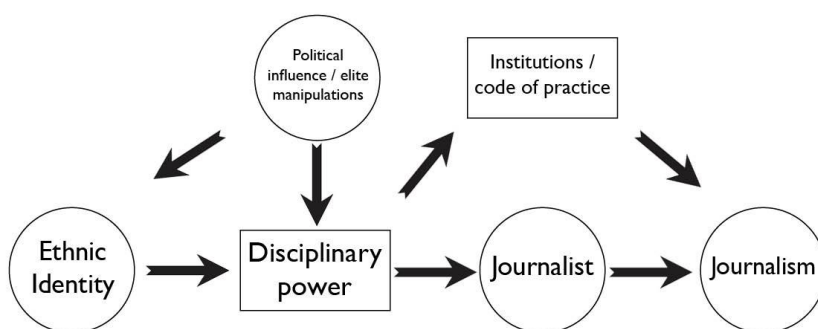 Political
influence / elite
manipulations
Institutions /
code of practice
Ethnic
Identity
Disciplinary
power
Journalist
Journalism